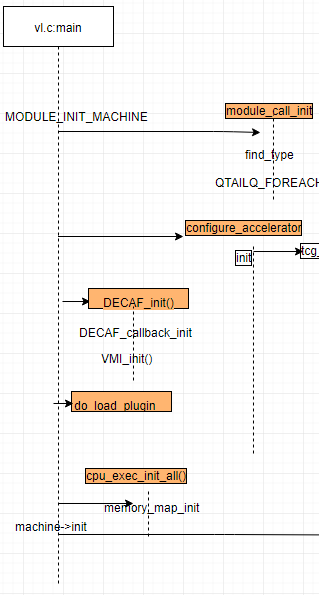 vl.c:main
module_call_init
MODULE_INIT_MACHINE
find_type
QTAILQ_FOREACH
configure_accelerator
init
tcg_
DECAF_init()
DECAF_callback_init
VMI_init()
do_load_plugin
cpu_exec_init_all()
memory_map_init
machine->init